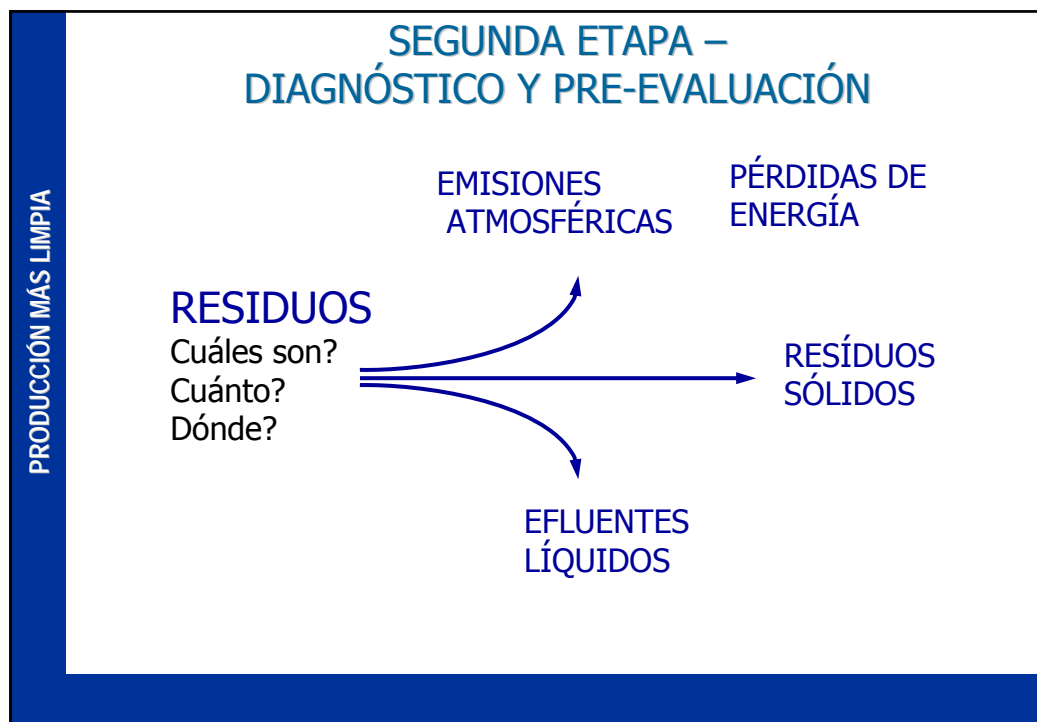 SEGUNDA ETAPA –
DIAGNÓSTICO Y PRE-EVALUACIÓN
PRODUCCIÓN MÁS LIMPIA
EMISIONES
ATMOSFÉRICAS
PÉRDIDAS DE
ENERGÍA
RESIDUOS
Cuáles son?
Cuánto?
Dónde?
RESÍDUOS
SÓLIDOS
EFLUENTES
LÍQUIDOS